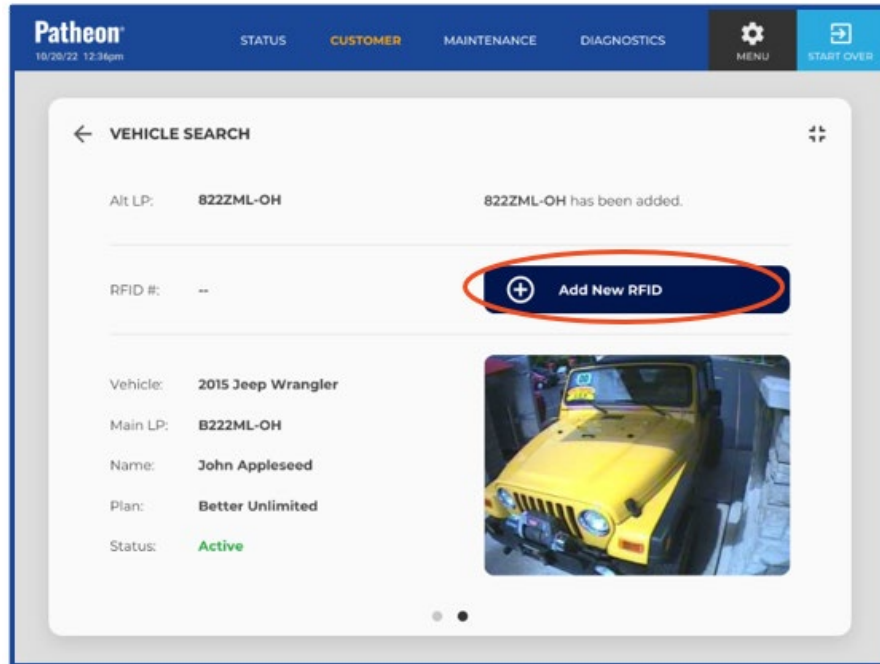 Patheon
10/20/22 12:36pm
STATUS
CUSTOMER
MAINTENANCE
DIAGNOSTICS
MENU
START OVER
VEHICLE SEARCH
Alt LP: 822ZML-OH 822ZML-OH has been added.
RFID #: -- Add New RFID
Vehicle: 2015 Jeep Wrangler
Main LP: B222ML-OH
Name: John Appleseed
Plan: Better Unlimited
Status: Active